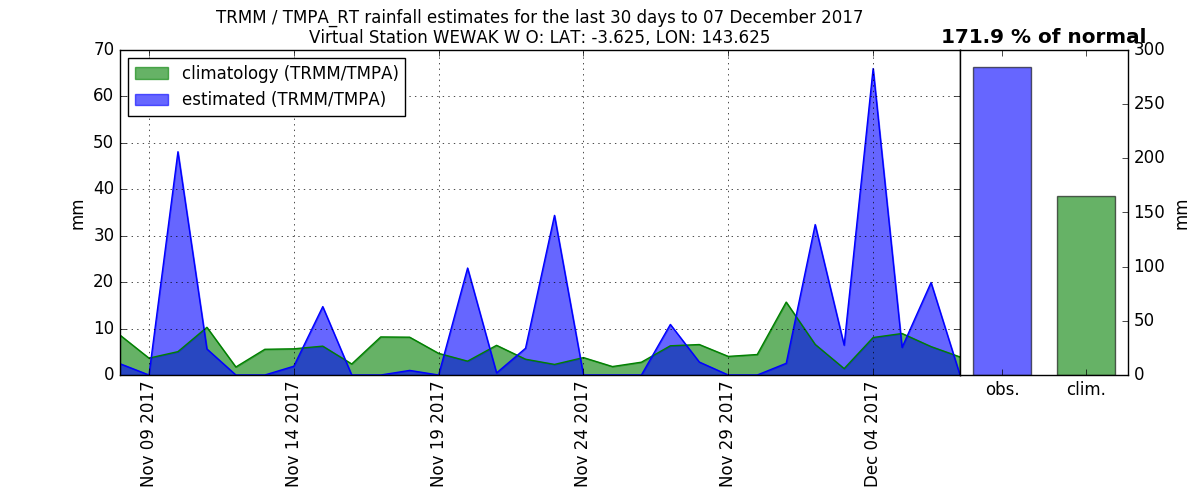 TRMM / TMPA_RT rainfall estimates for the last 30 days to 07 December 2017
Virtual Station WEWAK W O: LAT: -3.625, LON: 143.625
171.9 % of normal
climatology (TRMM/TMPA)
estimated (TRMM/TMPA)
70
60
50
40
30
20
10
0
mm
Nov 09 2017
Nov 14 2017
Nov 19 2017
Nov 24 2017
Nov 29 2017
Dec 04 2017
obs.
clim.
300
250
200
150
100
50
0
mm